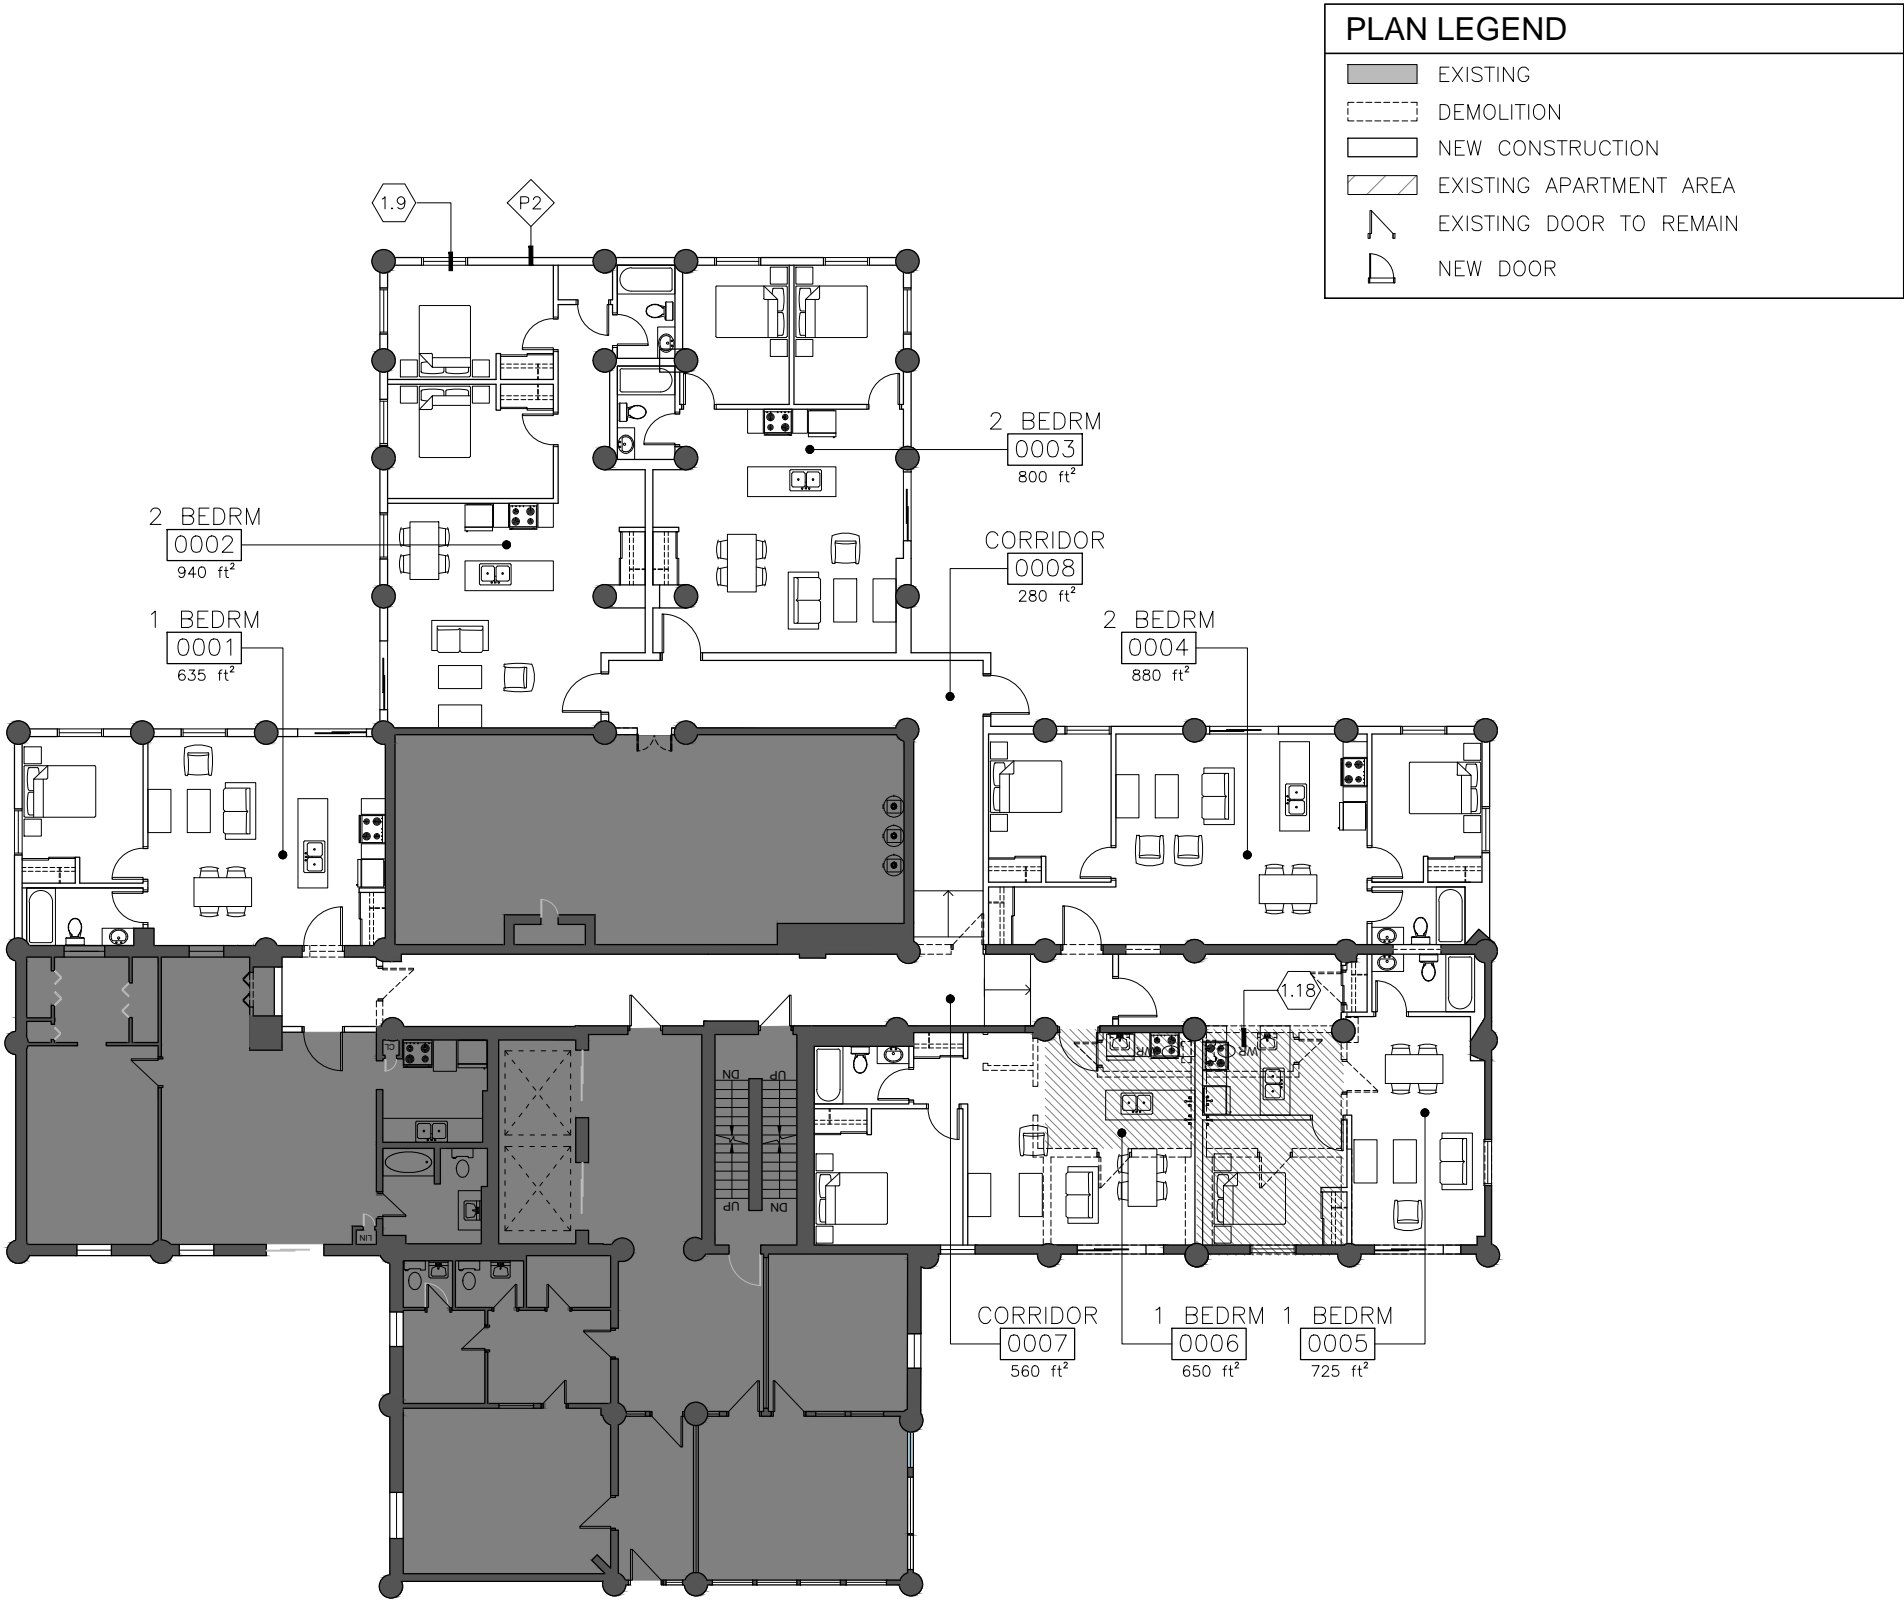 PLAN LEGEND
EXISTING
DEMOLITION
NEW CONSTRUCTION
EXISTING APARTMENT AREA
EXISTING DOOR TO REMAIN
NEW DOOR
1.9
P2
2 BEDRM
0003
800 ft²
2 BEDRM
0002
940 ft²
CORRIDOR
0008
280 ft²
1 BEDRM
0001
635 ft²
2 BEDRM
0004
880 ft²
1.18
CL
WR
WR
DN
UP
UP
DN
LIN
CORRIDOR
0007
560 ft²
1 BEDRM
0006
650 ft²
1 BEDRM
0005
725 ft²